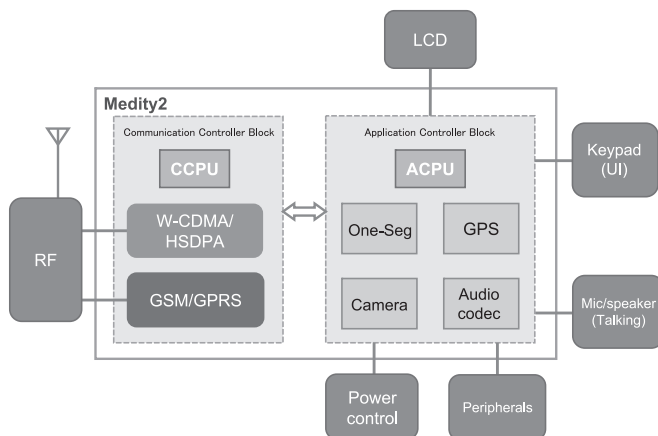 LCD
Medity2
Communication Controller Block
Application Controller Block
CCPU
ACPU
Keypad
(UI)
W-CDMA/
HSDPA
One-Seg
GPS
RF
GSM/GPRS
Camera
Audio
codec
Mic/speaker
(Talking)
Power
control
Peripherals